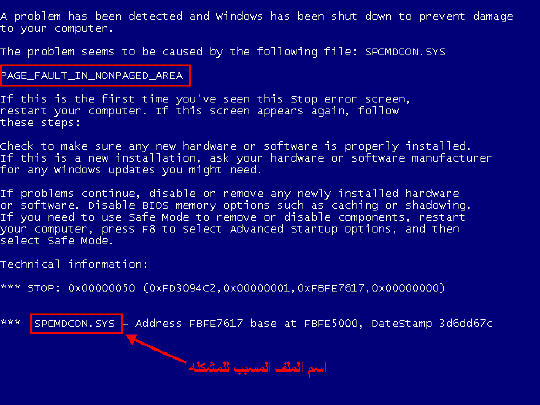 A problem has been detected and Windows has been shut down to prevent damage
to your computer.
The problem seems to be caused by the following file: SPCMDCON.SYS
PAGE_FAULT_IN_NONPAGED_AREA
If this is the first time you've seen this Stop error screen,
restart your computer. If this screen appears again, follow
these steps:
Check to make sure any new hardware or software is properly installed.
If this is a new installation, ask your hardware or software manufacturer
for any Windows updates you might need.
If problems continue, disable or remove any newly installed hardware
or software. Disable BIOS memory options such as caching or shadowing.
If you need to use Safe Mode to remove or disable components, restart
your computer, press F8 to select Advanced Startup Options, and then
select Safe Mode.
Technical information:
*** STOP: 0x00000050 (0xFD3094C2,0x00000001,0xFBFE7617,0x00000000)
*** SPCMDCON.SYS - Address FBFE7617 base at FBFE5000, DateStamp 3d6dd67c
اسم الملف المسبب للمشكله